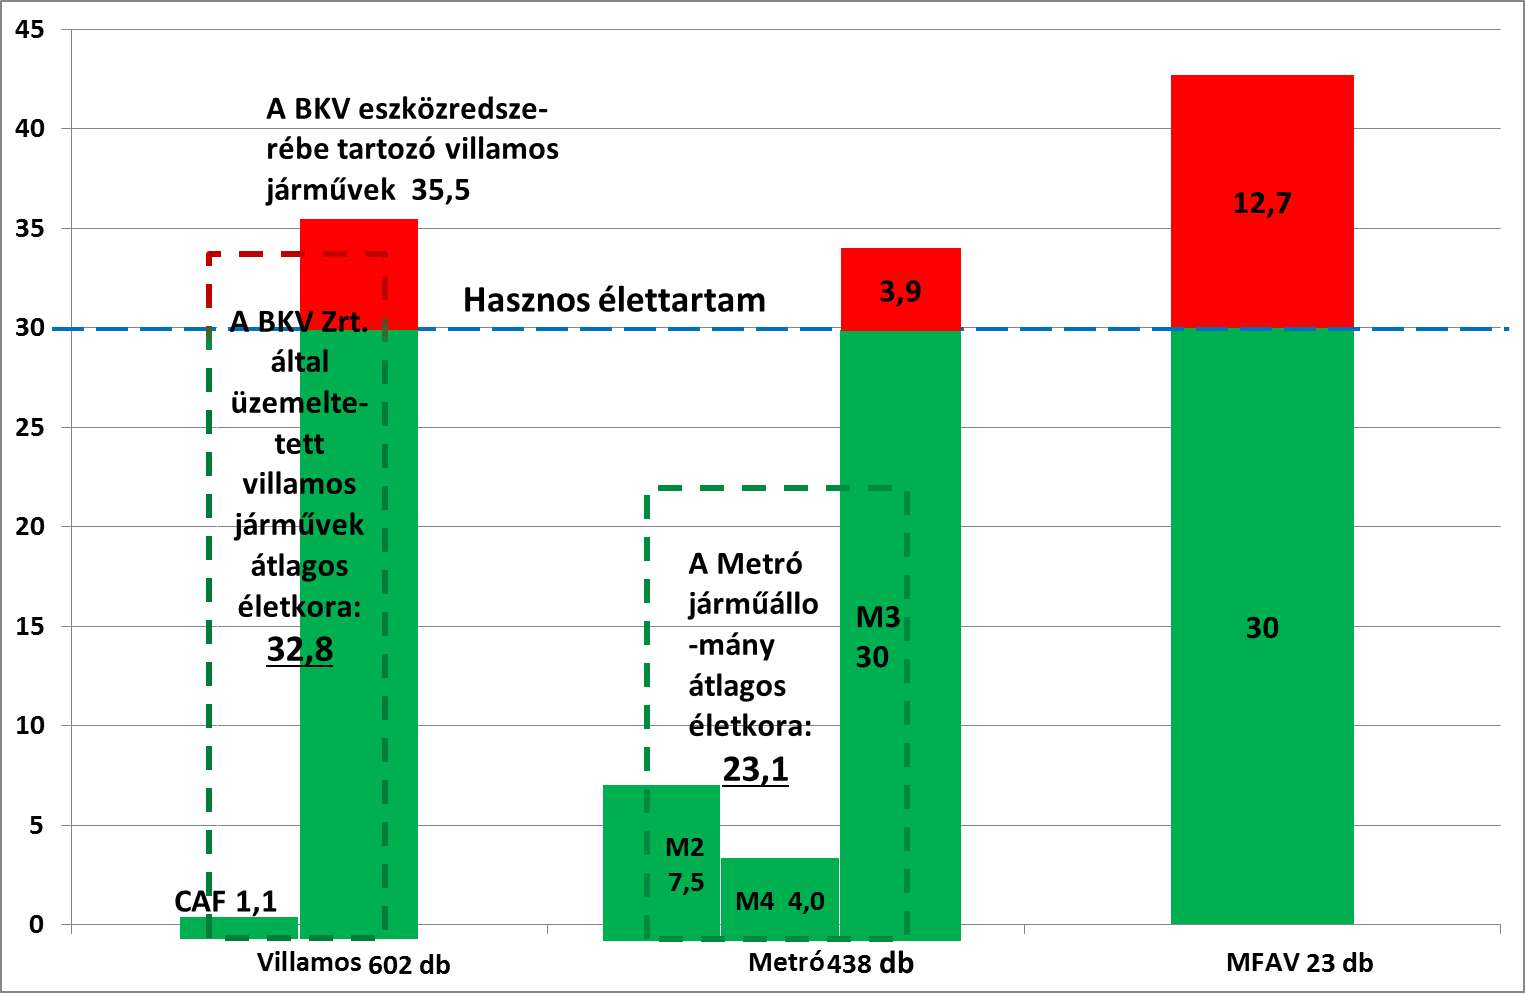 45
40
35
30
25
20
15
10
5
0
A BKV eszközredsze-
rébe tartozó villamos
járművek 35,5
Hasznos élettartam
A BKV Zrt.
által
üzemelte-
tett
villamos
járművek
átlagos
életkora:
32,8
CAF 1,1
A Metró
járműállo
-mány
átlagos
életkora:
23,1
M2
7,5
M4 4,0
3,9
M3
30
12,7
30
Villamos 602 db
Metró 438 db
MFAV 23 db